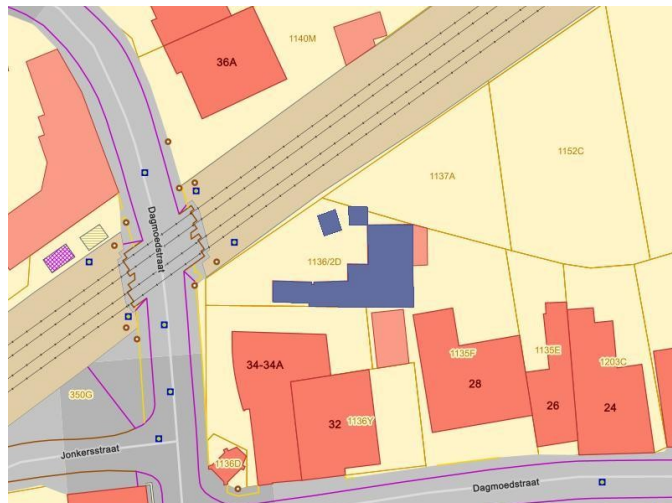 1140M
36A
1152C
1137A
Dagmoedstraat
1136/2D
34-34A
1135F
28
1135E
1203C
26
24
32
1136Y
350G
Jonkersstraat
1136D
Dagmoedstraat